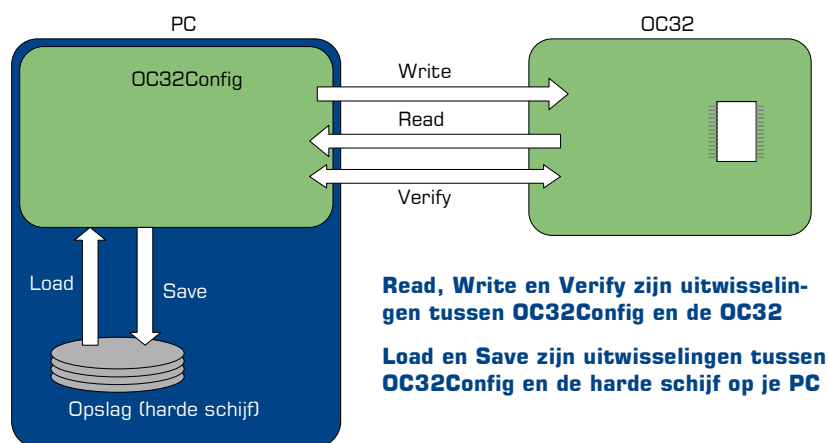 PC
OC32
OC32Config
Write
Read
Verify
Load
Save
Opslag (harde schijf)
Read, Write en Verify zijn uitwisselin-
gen tussen OC32Config en de OC32
Load en Save zijn uitwisselingen tussen
OC32Config en de harde schijf op je PC